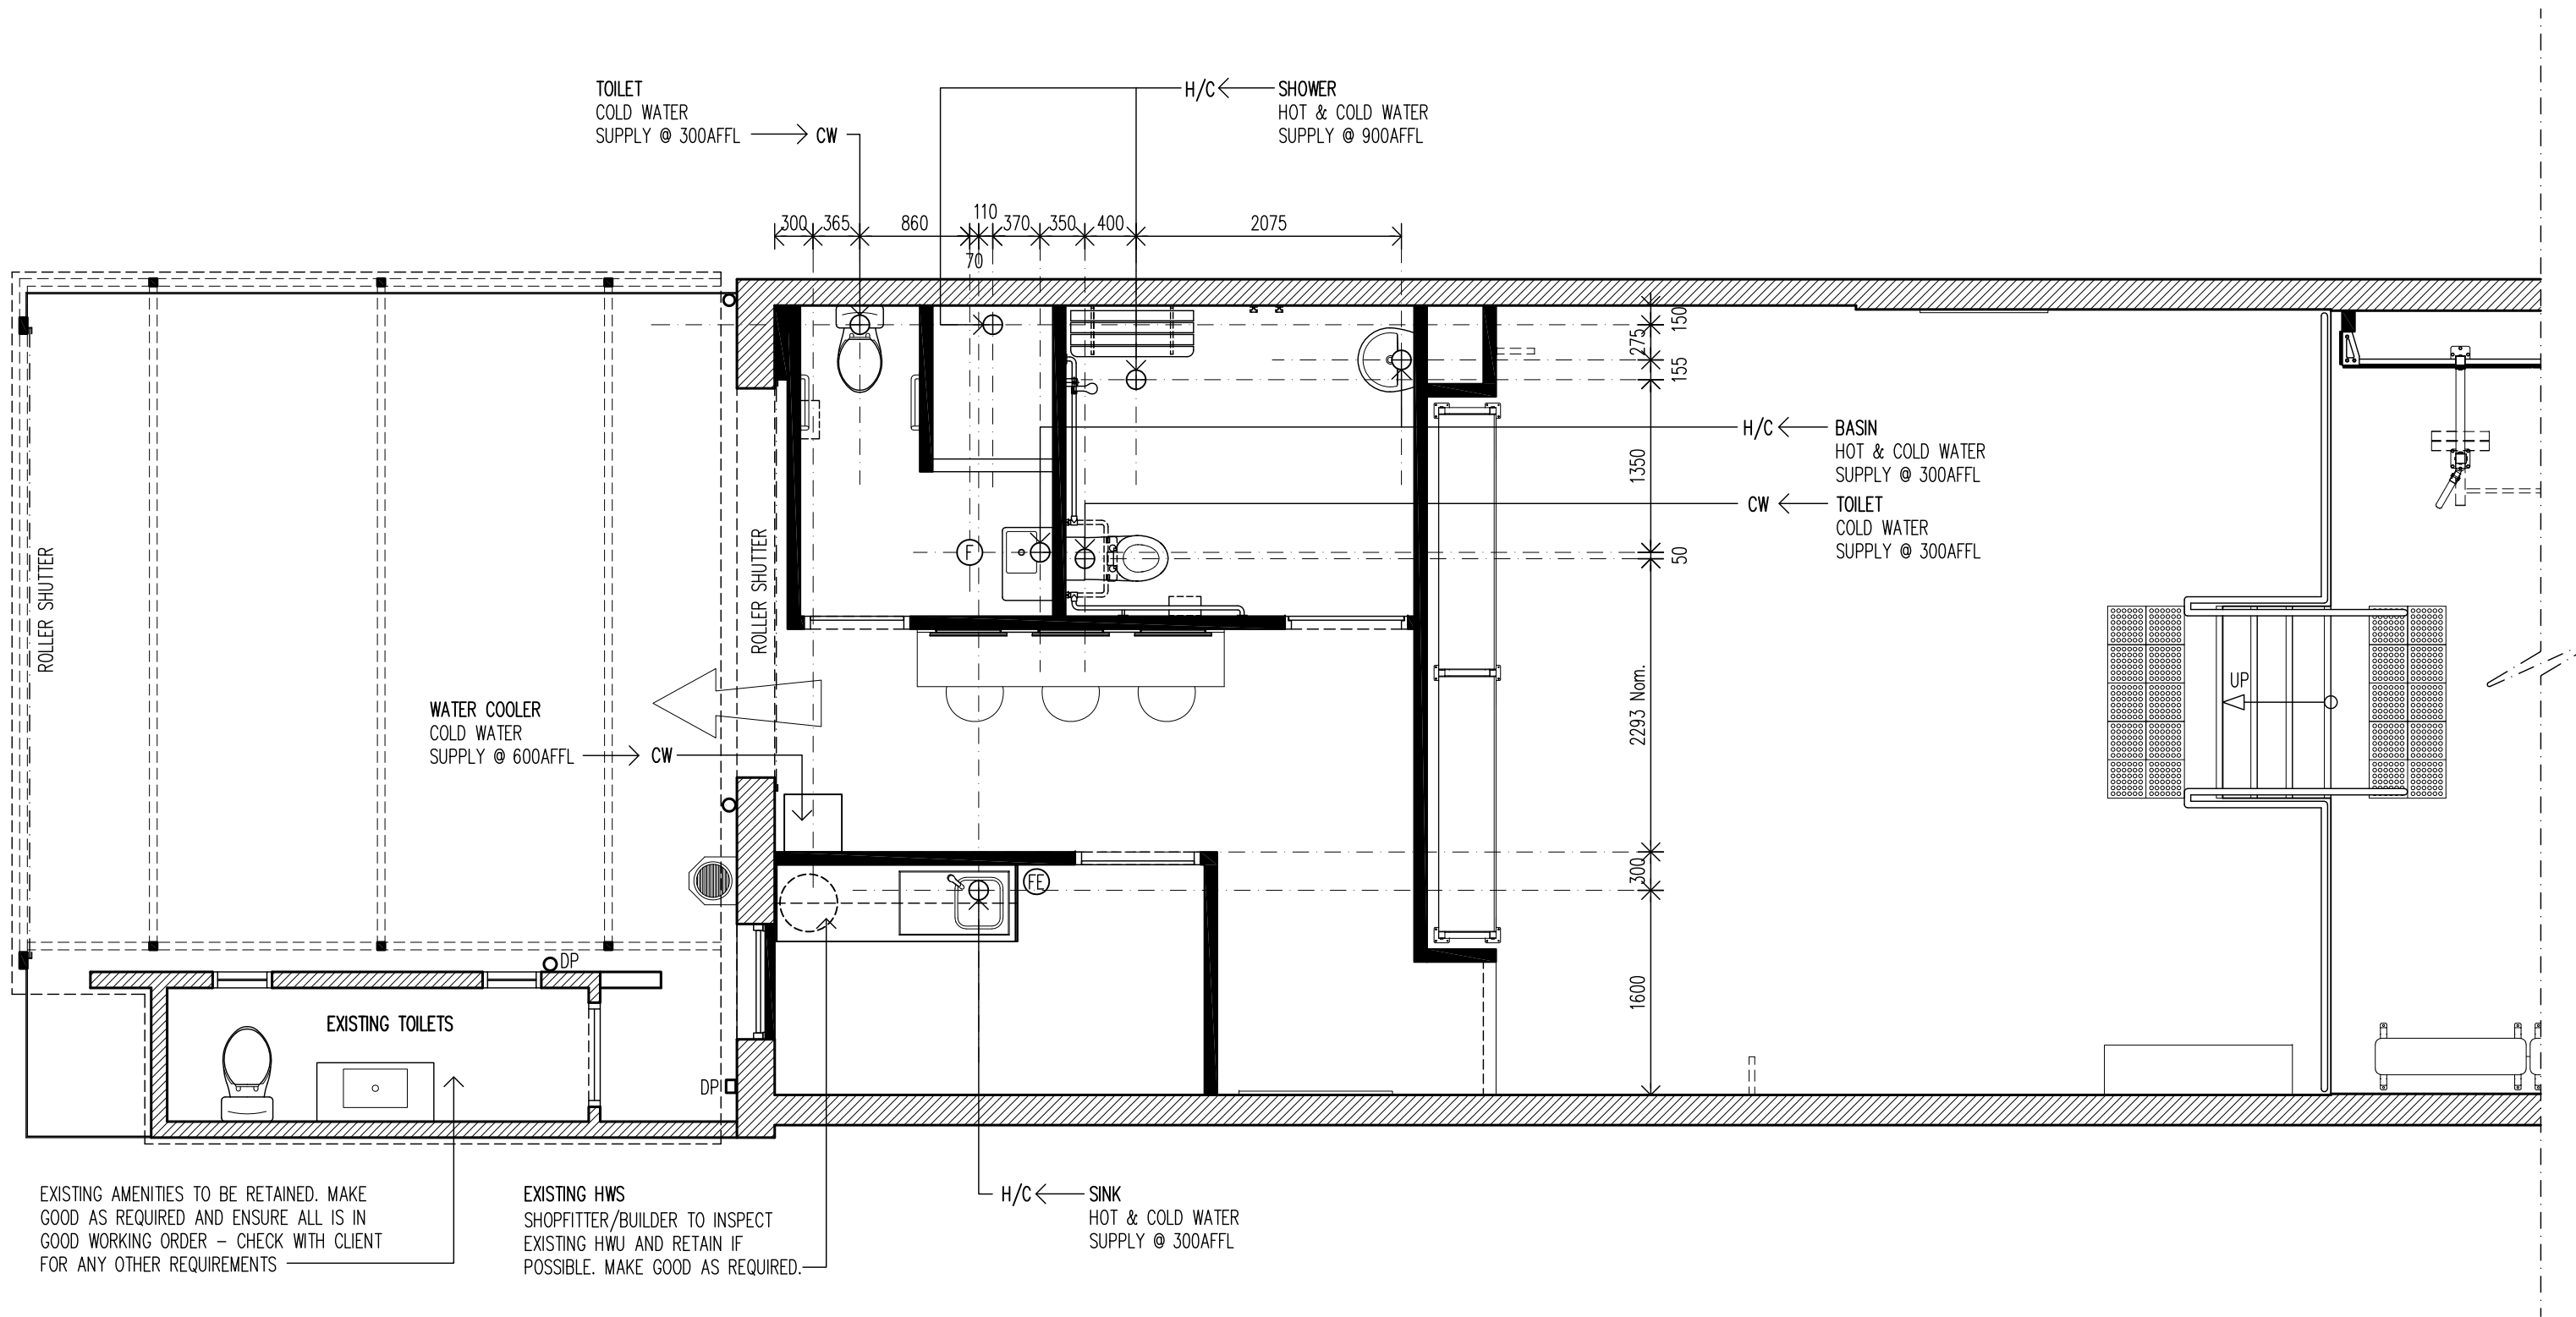 TOILET
COLD WATER
SUPPLY @ 300AFFL
CW
H/C
SHOWER
HOT & COLD WATER
SUPPLY @ 900AFFL
300
365
860
110
70
370
350
400
2075
150
275
155
1350
50
2293 Nom.
300
1600
H/C
BASIN
HOT & COLD WATER
SUPPLY @ 300AFFL
CW
TOILET
COLD WATER
SUPPLY @ 300AFFL
ROLLER SHUTTER
ROLLER SHUTTER
F
UP
WATER COOLER
COLD WATER
SUPPLY @ 600AFFL
CW
FE
DP
EXISTING TOILETS
DP
EXISTING AMENITIES TO BE RETAINED. MAKE
GOOD AS REQUIRED AND ENSURE ALL IS IN
GOOD WORKING ORDER – CHECK WITH CLIENT
FOR ANY OTHER REQUIREMENTS
EXISTING HWS
SHOPFITTER/BUILDER TO INSPECT
EXISTING HWU AND RETAIN IF
POSSIBLE. MAKE GOOD AS REQUIRED.
H/C
SINK
HOT & COLD WATER
SUPPLY @ 300AFFL